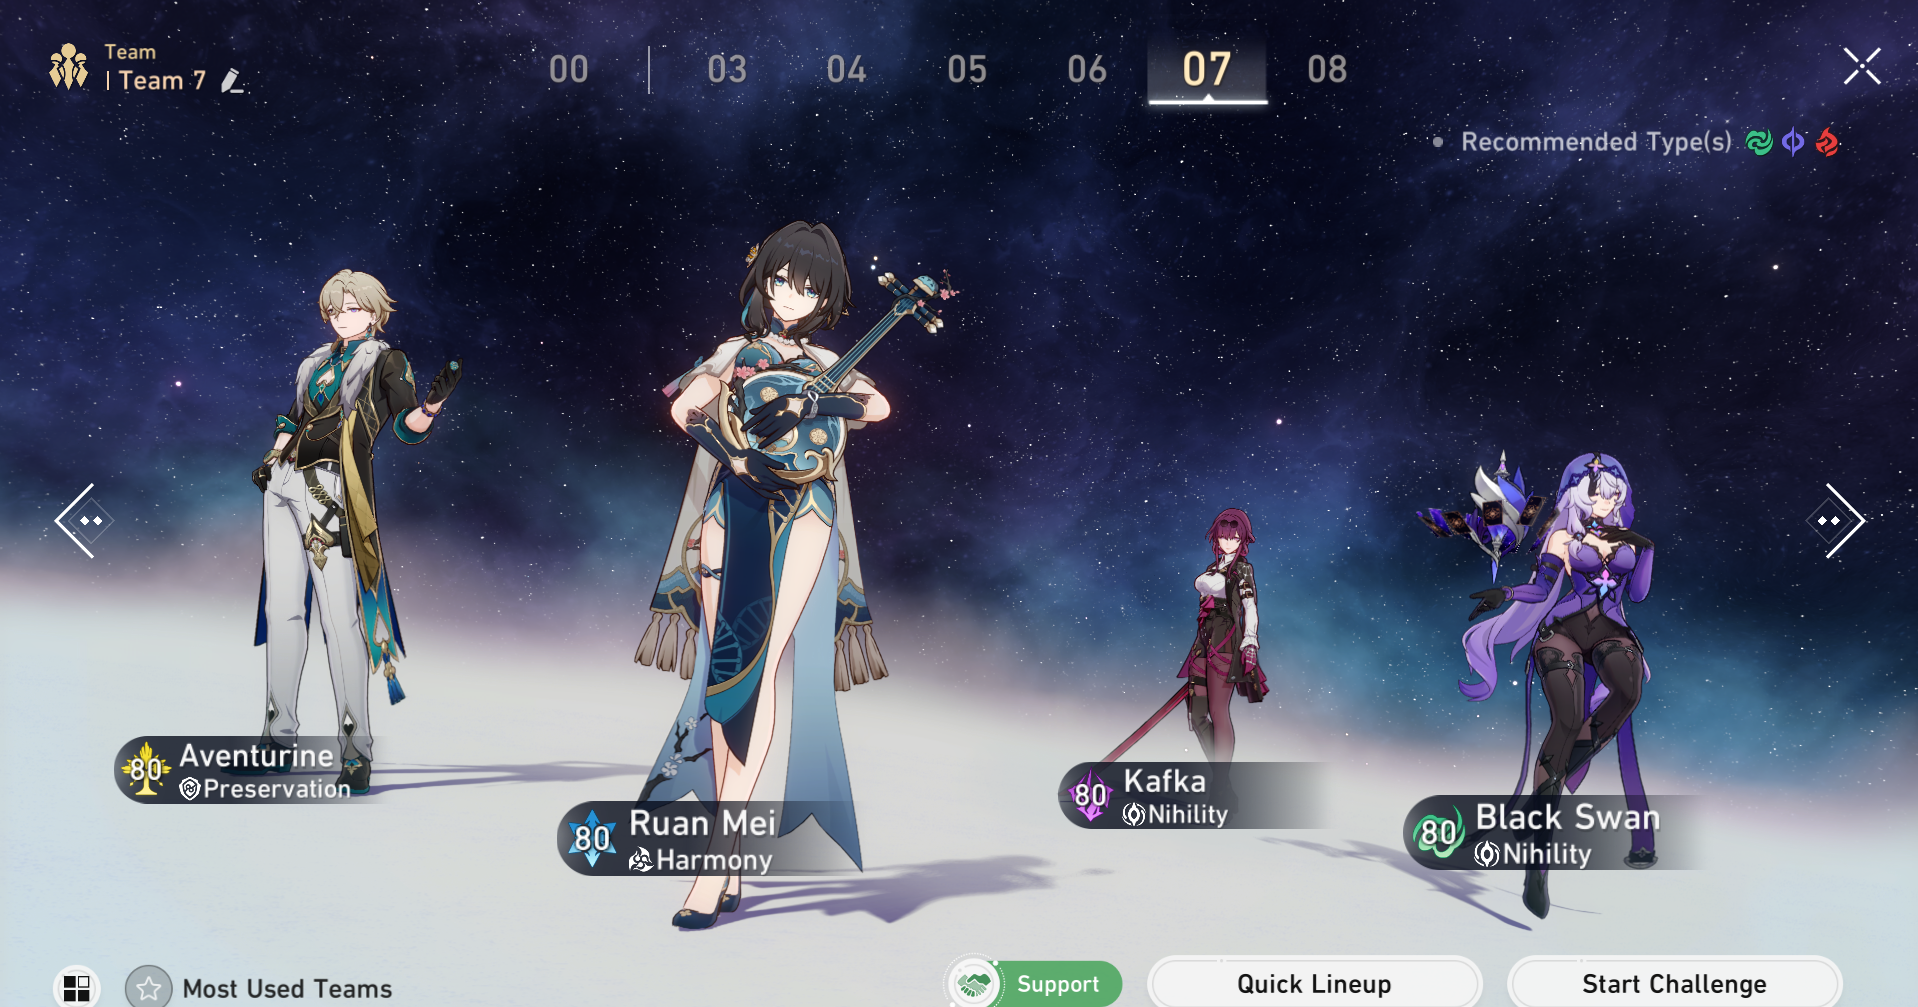 Team
Team 7
00
03
04
05
06
07
08
Recommended Type(s)
80
Aventurine
Preservation
80
Ruan Mei
Harmony
80
Kafka
Nihility
80
Black Swan
Nihility
Most Used Teams
Support
Quick Lineup
Start Challenge